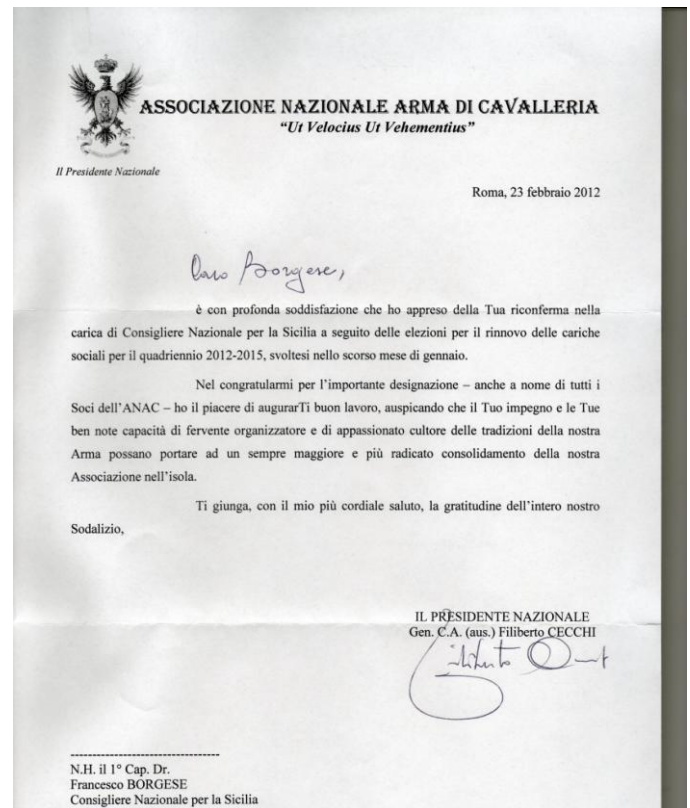 ASSOCIAZIONE NAZIONALE ARMA DI CAVALLERIA
“Ut Velocius Ut Vehementius”
Il Presidente Nazionale
Roma, 23 febbraio 2012
Caro Borgese,
è con profonda soddisfazione che ho appreso della Tua riconferma nella
carica di Consigliere Nazionale per la Sicilia a seguito delle elezioni per il rinnovo delle cariche
sociali per il quadriennio 2012-2015, svoltesi nello scorso mese di gennaio.
Nel congratularmi per l’importante designazione – anche a nome di tutti i
Soci dell’ANAC – ho il piacere di augurarTi buon lavoro, auspicando che il Tuo impegno e le Tue
ben note capacità di fervente organizzatore e di appassionato cultore delle tradizioni della nostra
Arma possano portare ad un sempre maggiore e più radicato consolidamento della nostra
Associazione nell’isola.
Ti giunga, con il mio più cordiale saluto, la gratitudine dell’intero nostro
Sodalizio,
IL PRESIDENTE NAZIONALE
Gen. C.A. (aus.) Filiberto CECCHI
Filiberto
---------------------------------
N.H. il 1° Cap. Dr.
Francesco BORGESE
Consigliere Nazionale per la Sicilia